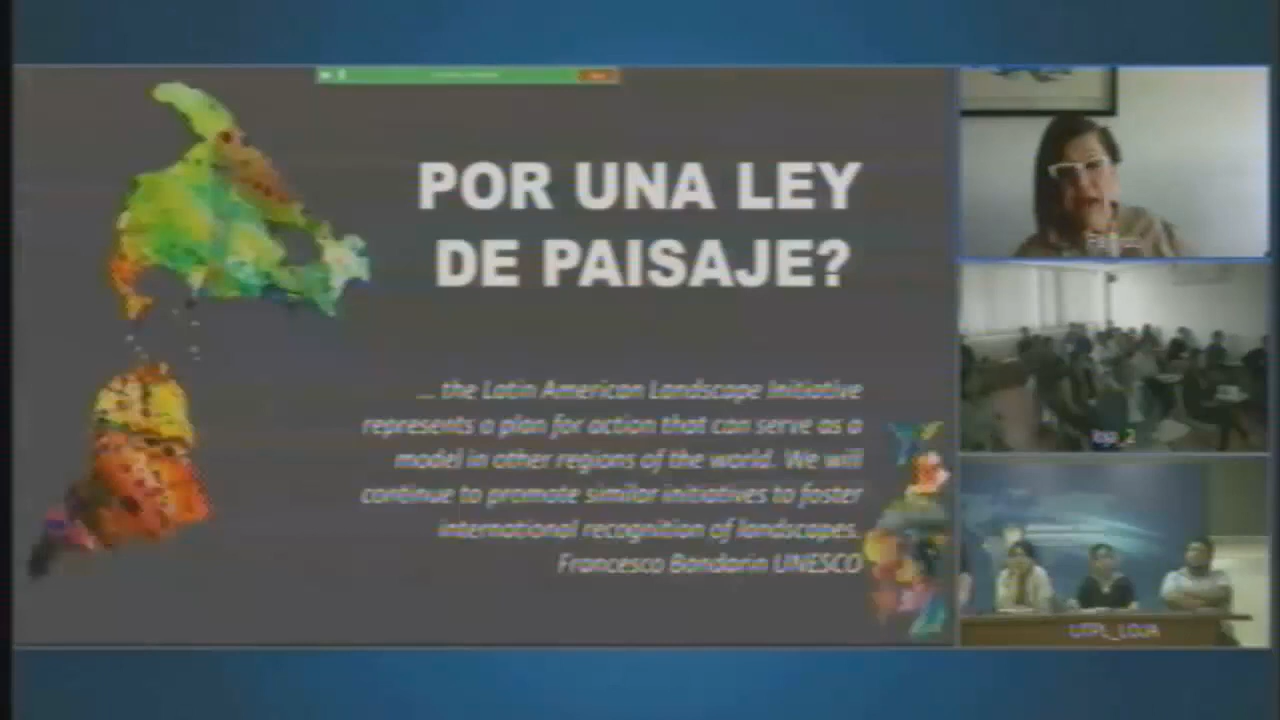 POR UNA LEY
DE PAISAJE?
... the Latin American Landscape Initiative
represents a plan for action that can serve as a
model in other regions of the world. We will
continue to promote similar initiatives to foster
international recognition of landscapes.
Francesco Bandarin UNESCO
UTPL_LOJA